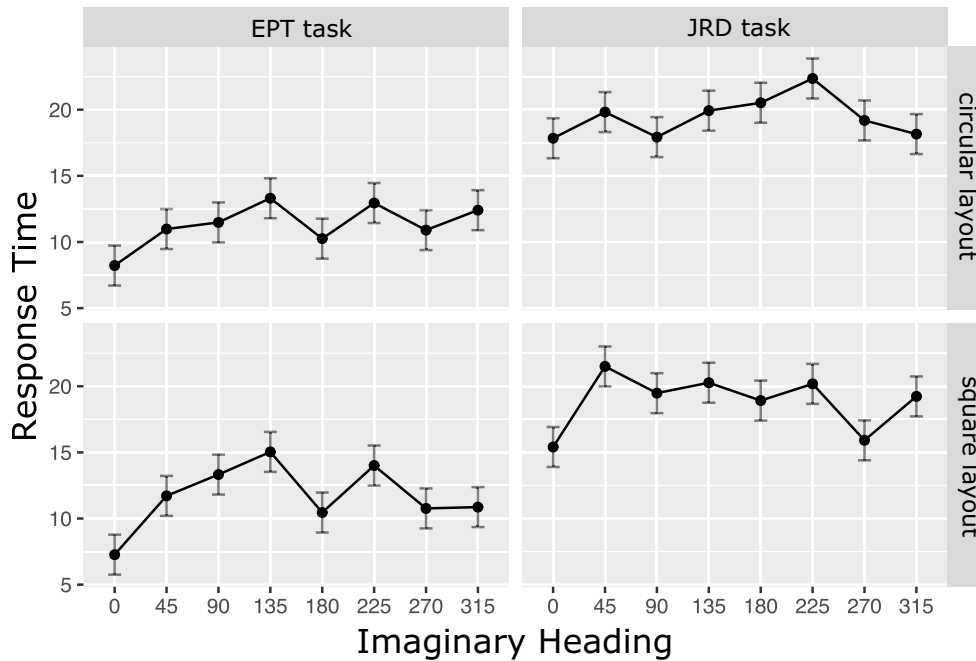 EPT task
JRD task
20
15
10
5
circular layout
20
15
10
5
square layout
0 45 90 135 180 225 270 315
0 45 90 135 180 225 270 315
Response Time
Imaginary Heading